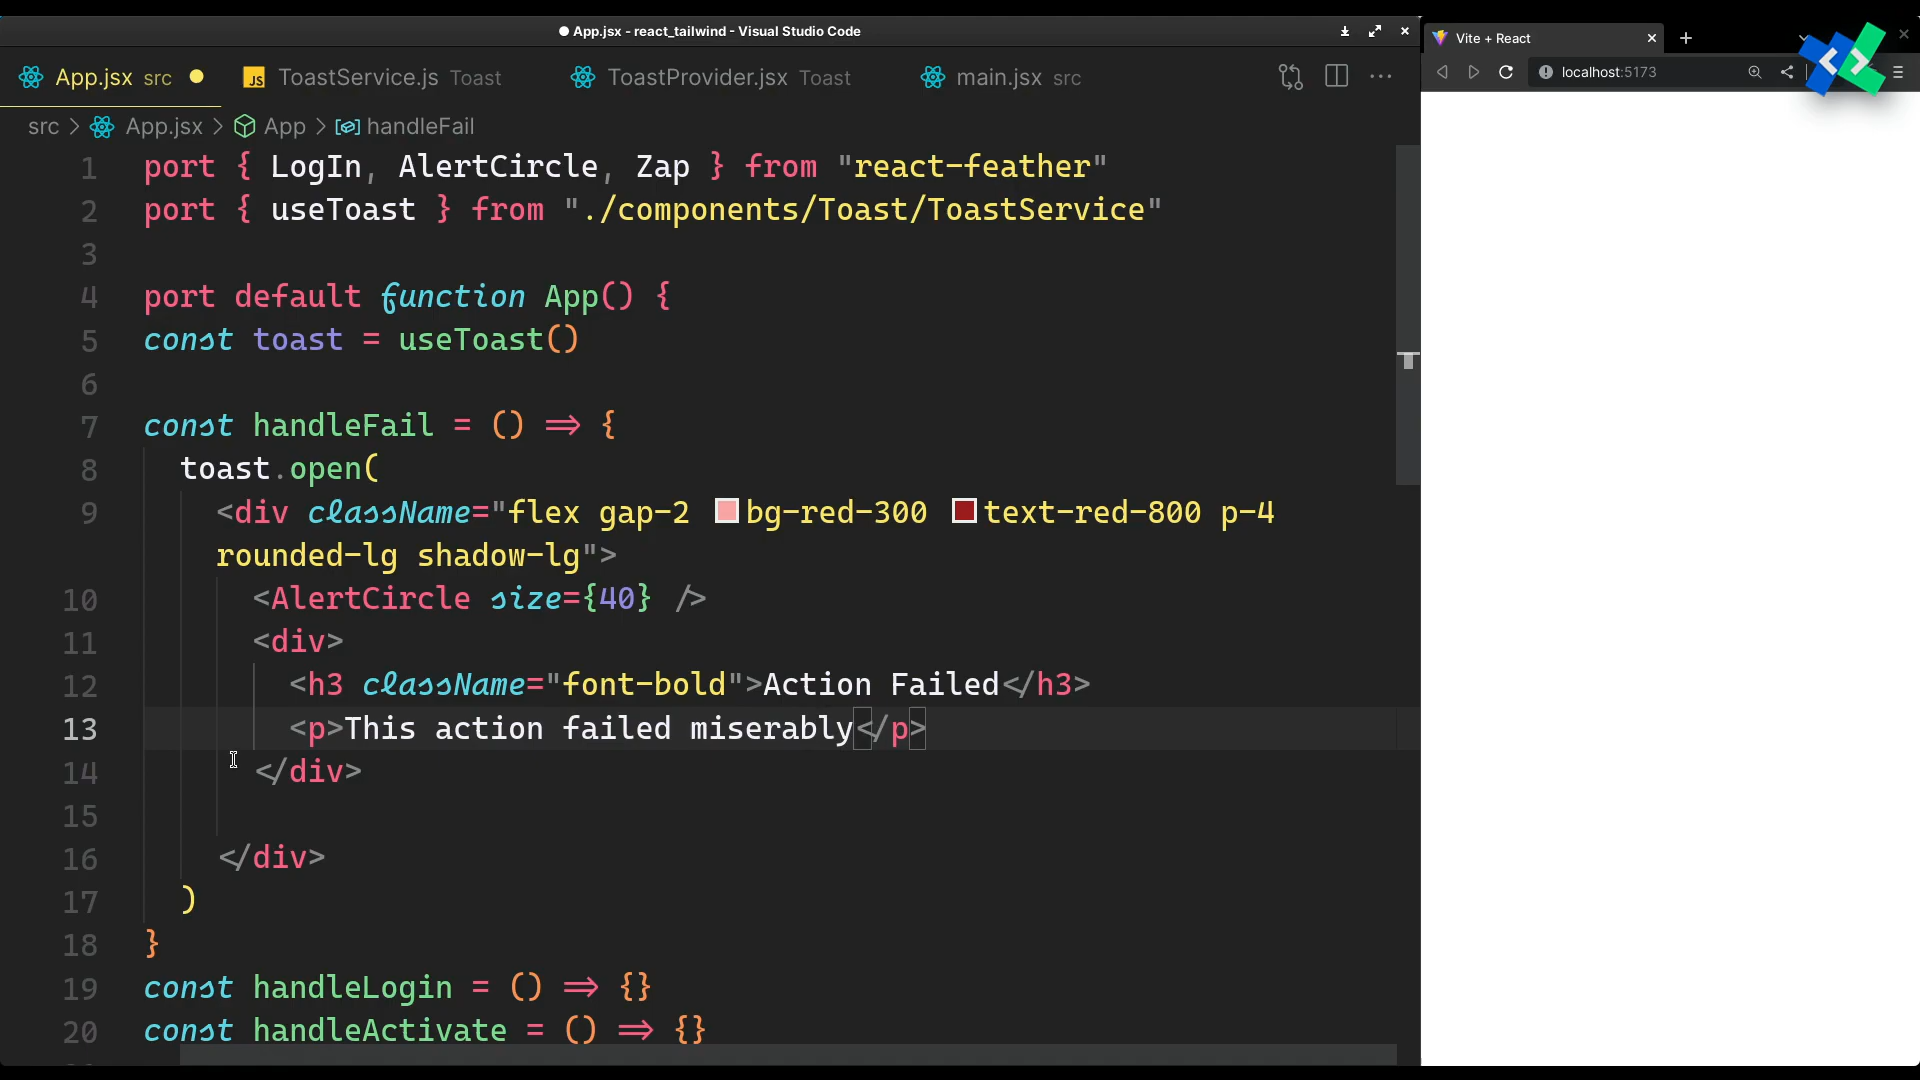 App.jsx - react_tailwind - Visual Studio Code
App.jsx src
JS ToastService.js Toast
ToastProvider.jsx Toast
main.jsx src
src > App.jsx > App > handleFail
1 port { LogIn, AlertCircle, Zap } from "react-feather"
2 port { useToast } from "./components/Toast/ToastService"
3
4 port default function App() {
5 const toast = useToast()
6
7 const handleFail = () => {
8 toast.open(
9 <div className="flex gap-2 bg-red-300 text-red-800 p-4
rounded-lg shadow-lg">
10 <AlertCircle size={40} />
11 <div>
12 <h3 className="font-bold">Action Failed</h3>
13 <p>This action failed miserably</p>
14 </div>
15
16 </div>
17 )
18 }
19 const handleLogin = () => {}
20 const handleActivate = () => {}
Vite + React
localhost:5173